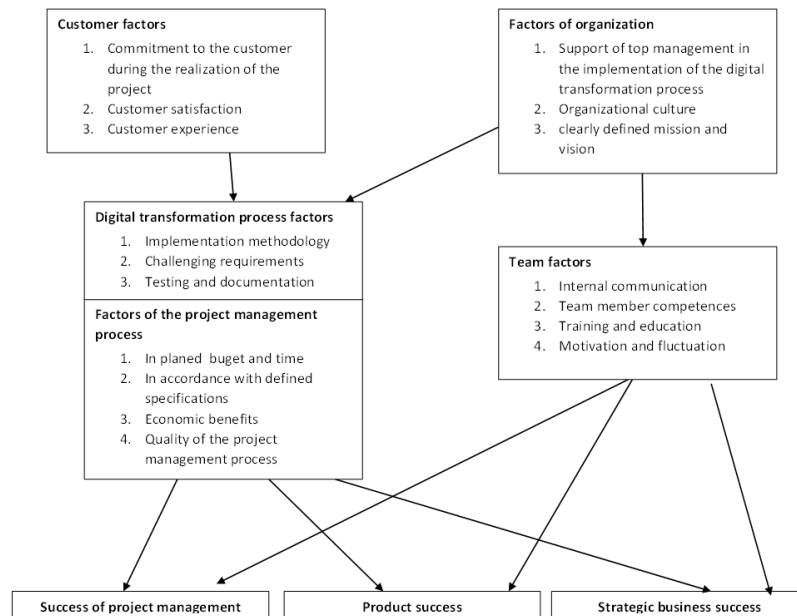 Customer factors
1. Commitment to the customer
during the realization of the
project
2. Customer satisfaction
3. Customer experience
Factors of organization
1. Support of top management in
the implementation of the digital
transformation process
2. Organizational culture
3. clearly defined mission and
vision
Digital transformation process factors
1. Implementation methodology
2. Challenging requirements
3. Testing and documentation
Factors of the project management
process
1. In planed buget and time
2. In accordance with defined
specifications
3. Economic benefits
4. Quality of the project
management process
Team factors
1. Internal communication
2. Team member competences
3. Training and education
4. Motivation and fluctuation
Success of project management
Product success
Strategic business success